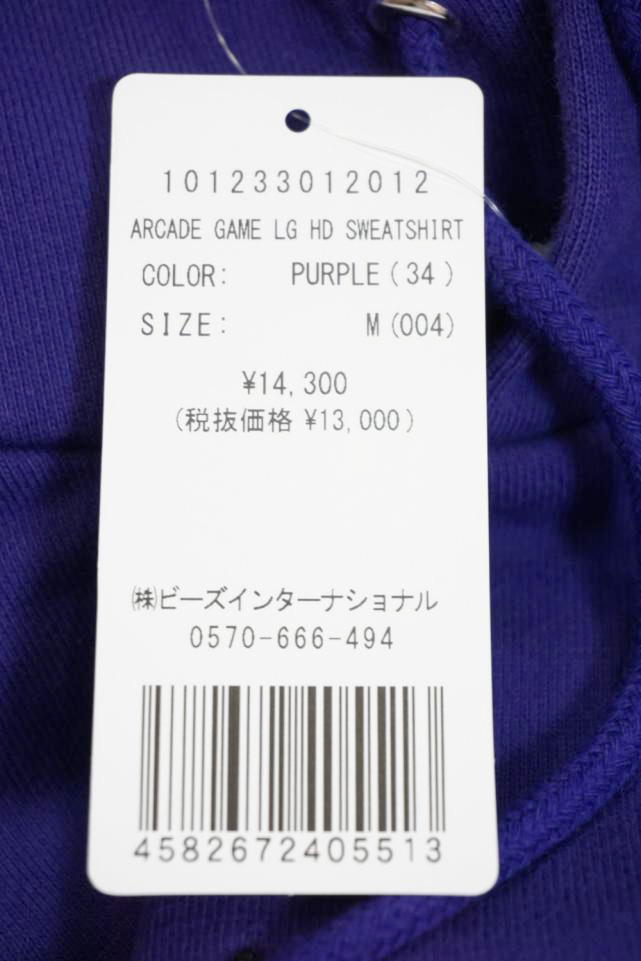 101233012012
ARCADE GAME LG HD SWEATSHIRT
COLOR: PURPLE(34)
SIZE: M(004)
¥14,300
(税抜価格 ¥13,000)
㈱ビーズインターナショナル
0570-666-494
4582672405513